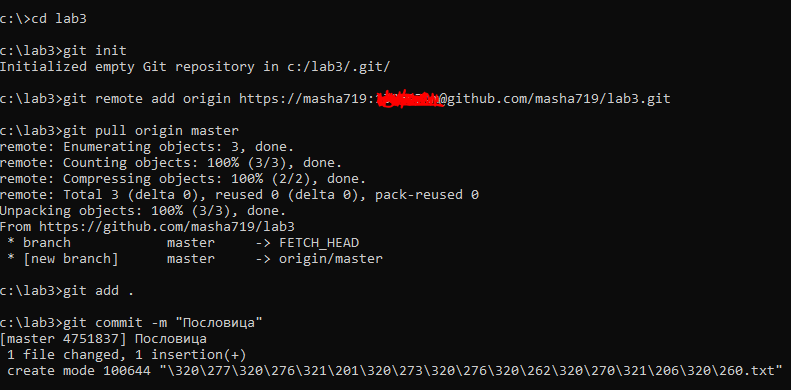 c:\>cd lab3
c:\lab3>git init
Initialized empty Git repository in c:/lab3/.git/
c:\lab3>git remote add origin https://masha719:@github.com/masha719/lab3.git
c:\lab3>git pull origin master
remote: Enumerating objects: 3, done.
remote: Counting objects: 100% (3/3), done.
remote: Compressing objects: 100% (2/2), done.
remote: Total 3 (delta 0), reused 0 (delta 0), pack-reused 0
Unpacking objects: 100% (3/3), done.
From https://github.com/masha719/lab3
 * branch            master     -> FETCH_HEAD
 * [new branch]      master     -> origin/master
c:\lab3>git add .
c:\lab3>git commit -m "Пословица"
[master 4751837] Пословица
 1 file changed, 1 insertion(+)
 create mode 100644 "\320\277\320\276\321\201\320\273\320\276\320\262\320\270\321\206\320\260.txt"